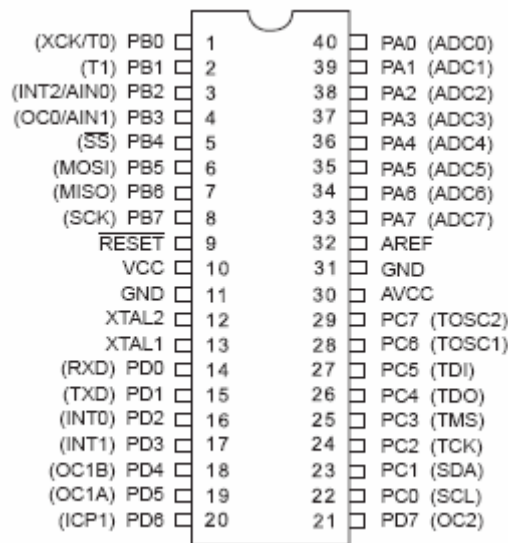 (XCK/T0) PB0 1 40 PA0 (ADC0)
(T1) PB1 2 39 PA1 (ADC1)
(INT2/AIN0) PB2 3 38 PA2 (ADC2)
(OC0/AIN1) PB3 4 37 PA3 (ADC3)
(SS) PB4 5 36 PA4 (ADC4)
(MOSI) PB5 6 35 PA5 (ADC5)
(MISO) PB6 7 34 PA6 (ADC6)
(SCK) PB7 8 33 PA7 (ADC7)
RESET 9 32 AREF
VCC 10 31 GND
GND 11 30 AVCC
XTAL2 12 29 PC7 (TOSC2)
XTAL1 13 28 PC6 (TOSC1)
(RXD) PD0 14 27 PC5 (TDI)
(TXD) PD1 15 26 PC4 (TDO)
(INT0) PD2 16 25 PC3 (TMS)
(INT1) PD3 17 24 PC2 (TCK)
(OC1B) PD4 18 23 PC1 (SDA)
(OC1A) PD5 19 22 PC0 (SCL)
(ICP1) PD6 20 21 PD7 (OC2)